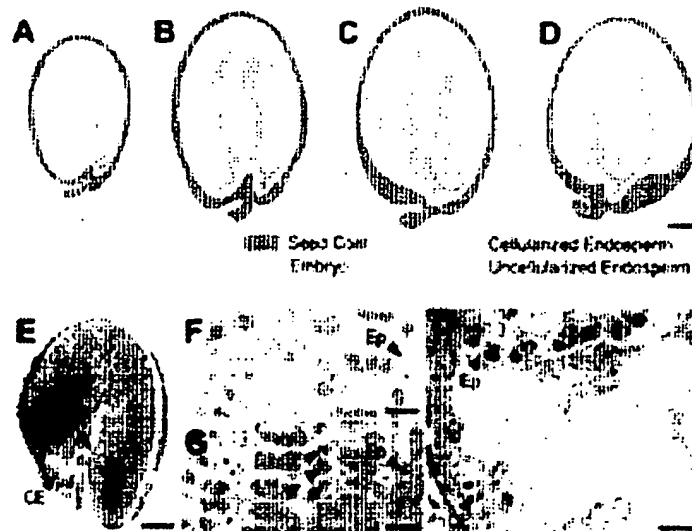 A B C D
Seed Coat
Embryo
Cellularized Endosperm
Uncellularized Endosperm
E F
Ep
Ep
G
CE